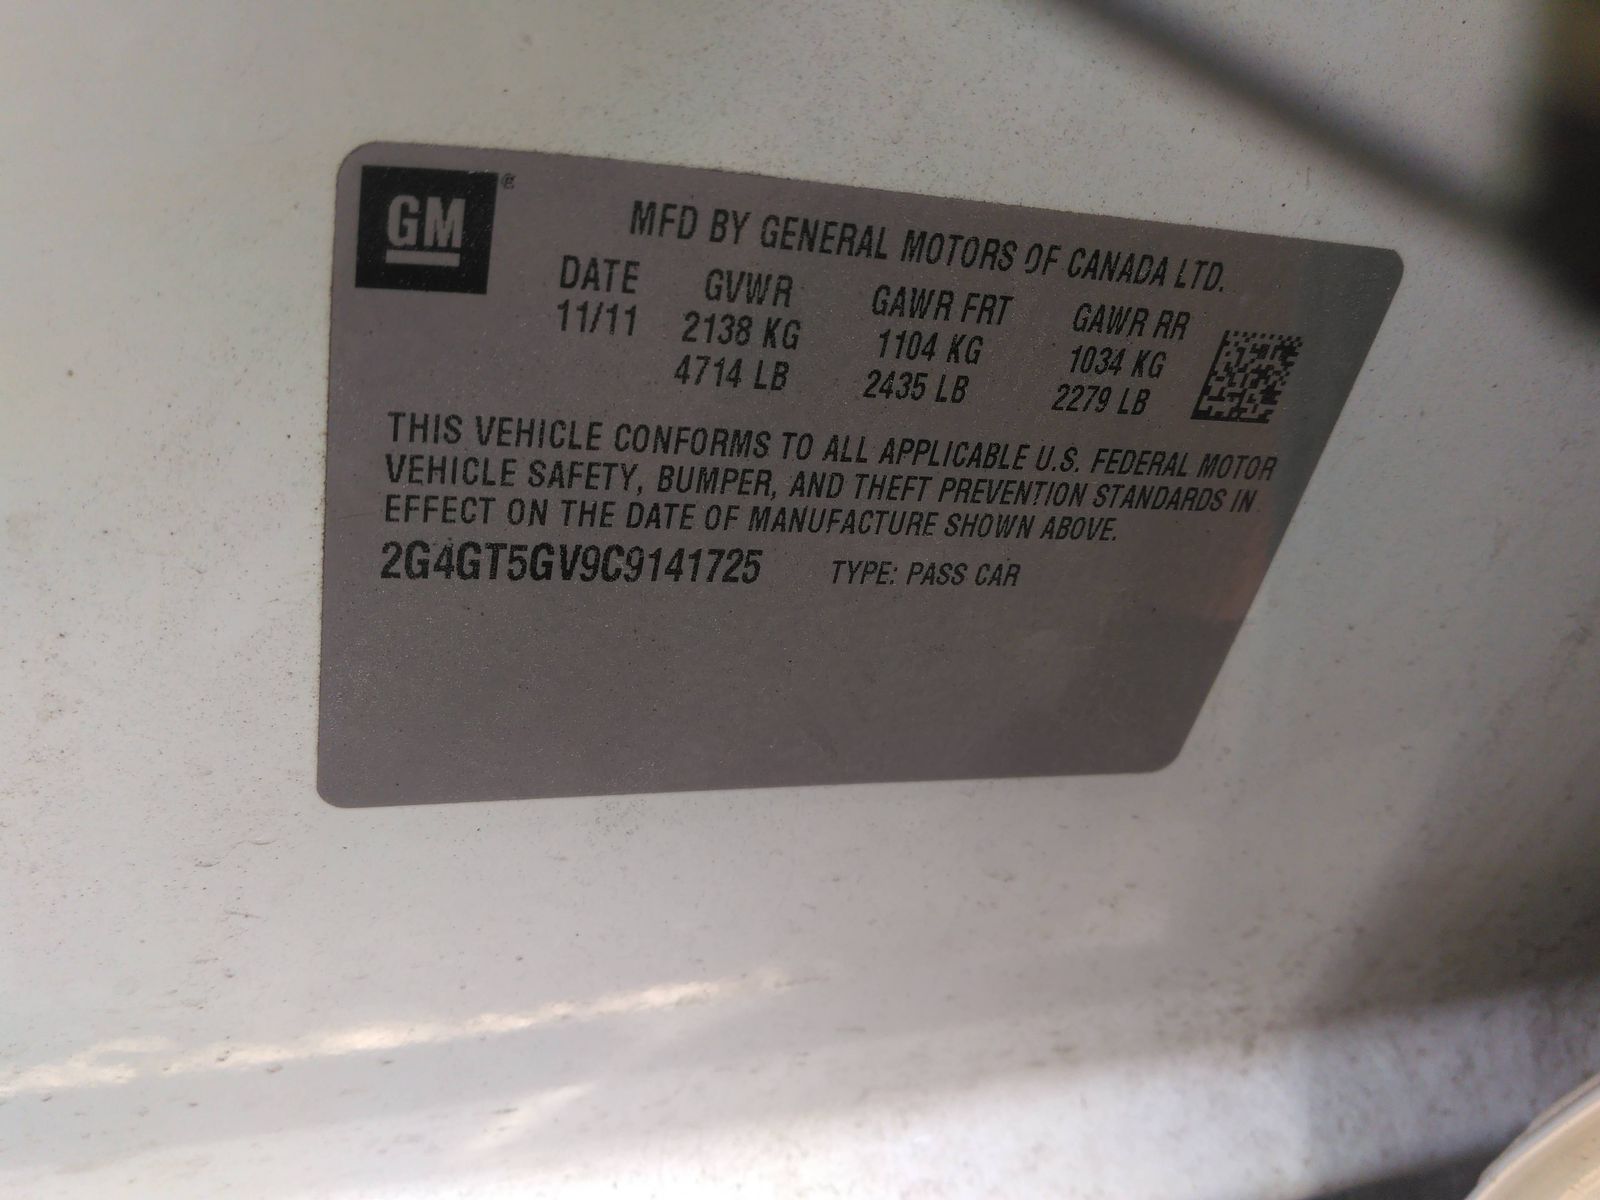 GM
MFD BY GENERAL MOTORS OF CANADA LTD.
DATE GVWR GAWR FRT GAWR RR
11/11 2138 KG 1104 KG 1034 KG
4714 LB 2435 LB 2279 LB
THIS VEHICLE CONFORMS TO ALL APPLICABLE U.S. FEDERAL MOTOR
VEHICLE SAFETY, BUMPER, AND THEFT PREVENTION STANDARDS IN
EFFECT ON THE DATE OF MANUFACTURE SHOWN ABOVE.
2G4GT5GV9C9141725 TYPE: PASS CAR